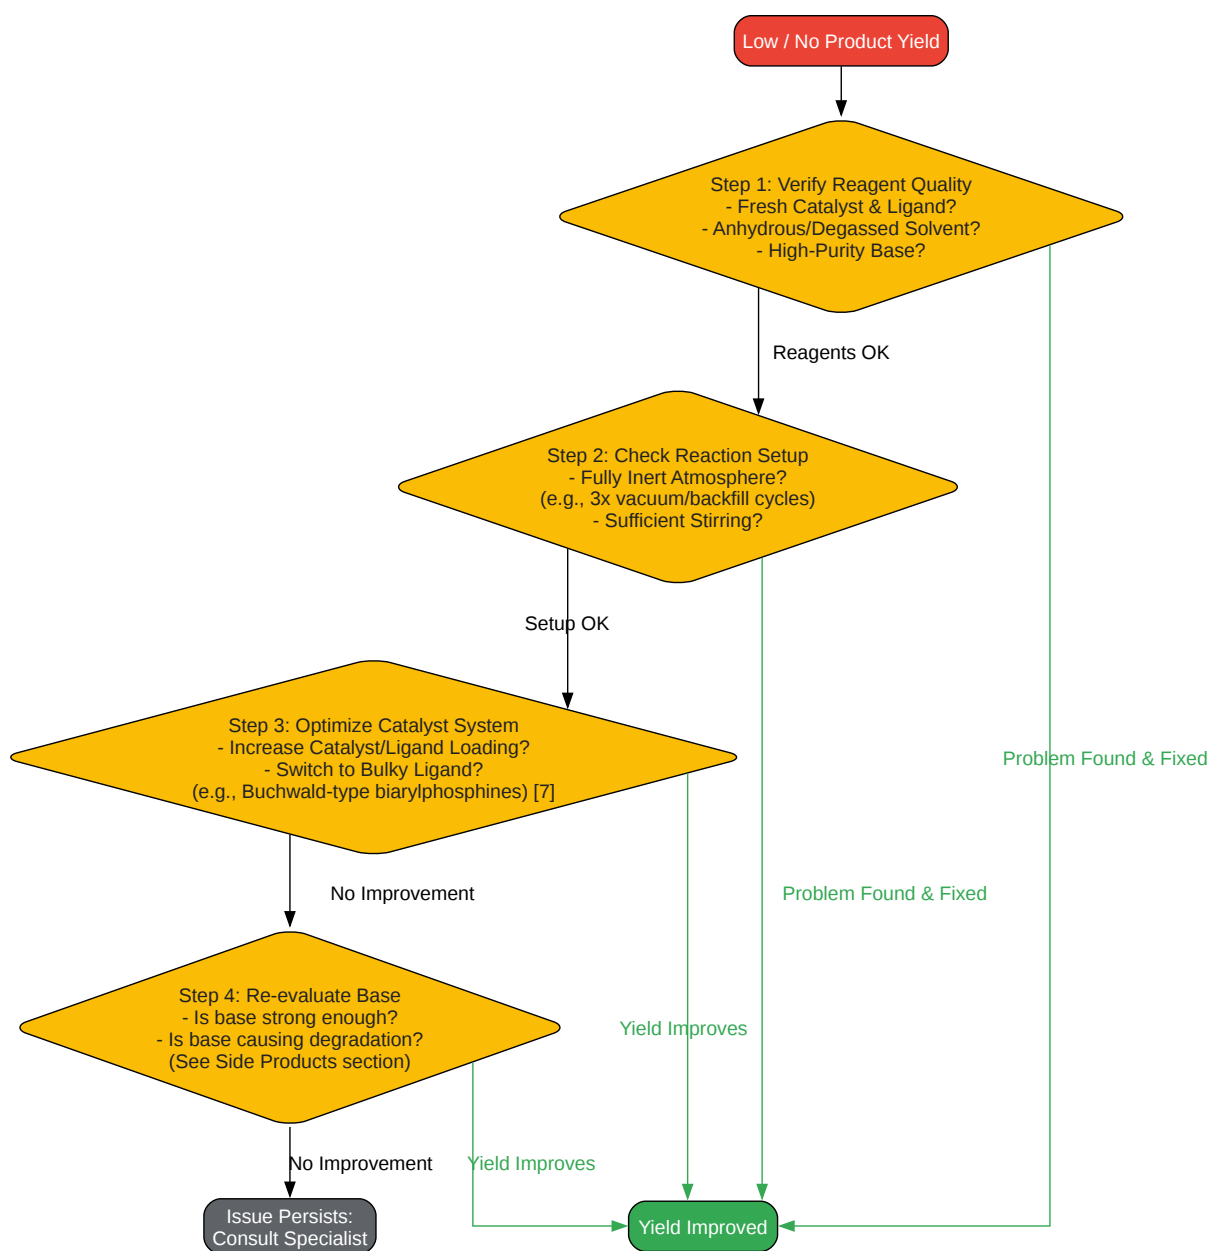 Low / No Product Yield
Step 1: Verify Reagent Quality
- Fresh Catalyst & Ligand?
- Anhydrous/Degassed Solvent?
- High-Purity Base?
Reagents OK
Step 2: Check Reaction Setup
- Fully Inert Atmosphere?
(e.g., 3x vacuum/backfill cycles)
- Sufficient Stirring?
Setup OK
Step 3: Optimize Catalyst System
- Increase Catalyst/Ligand Loading?
- Switch to Bulky Ligand?
(e.g., Buchwald-type biarylphosphines) [7]
Problem Found & Fixed
No Improvement
Problem Found & Fixed
Step 4: Re-evaluate Base
- Is base strong enough?
- Is base causing degradation?
(See Side Products section)
Yield Improves
No Improvement
Yield Improves
Issue Persists:
Consult Specialist
Yield Improved